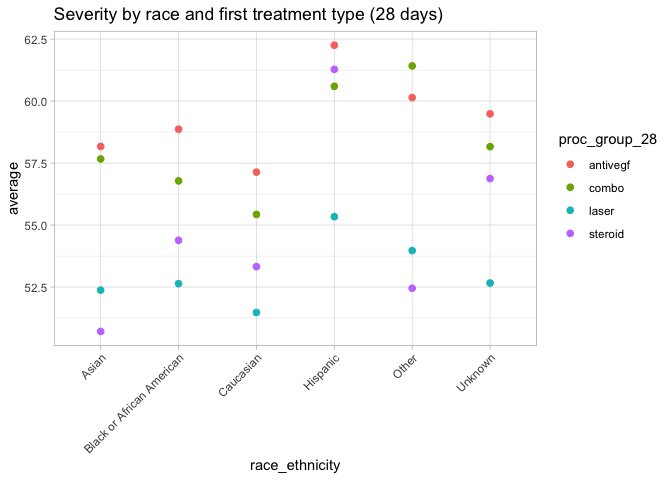 Severity by race and first treatment type (28 days)
62.5
60.0
57.5
55.0
52.5
average
Asian
Black or African American
Caucasian
Hispanic
Other
Unknown
race_ethnicity
proc_group_28
antivegf
combo
laser
steroid